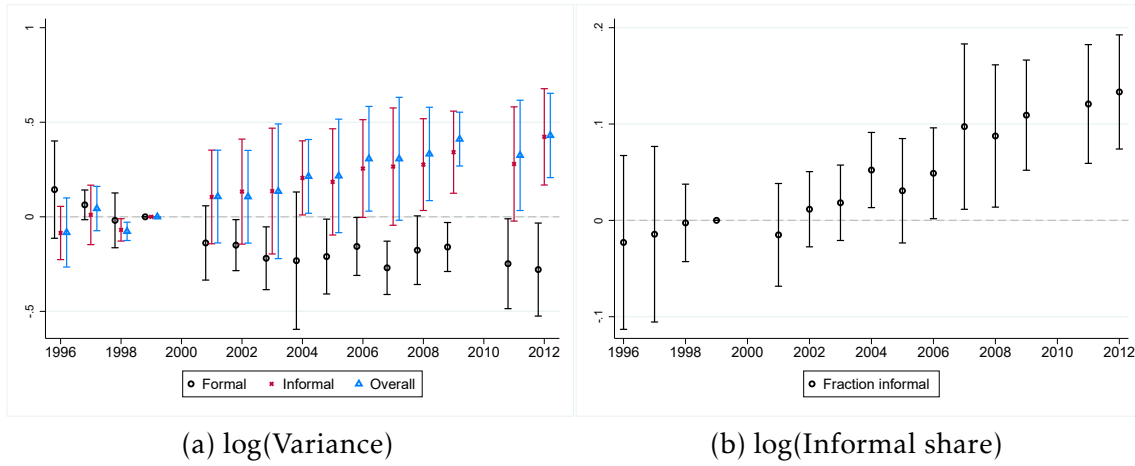 1
.5
0
-.5
1996 1998 2000 2002 2004 2006 2008 2010 2012
Formal Informal Overall
(a) log(Variance)
.2
.1
0
-.1
1996 1998 2000 2002 2004 2006 2008 2010 2012
Fraction informal
(b) log(Informal share)